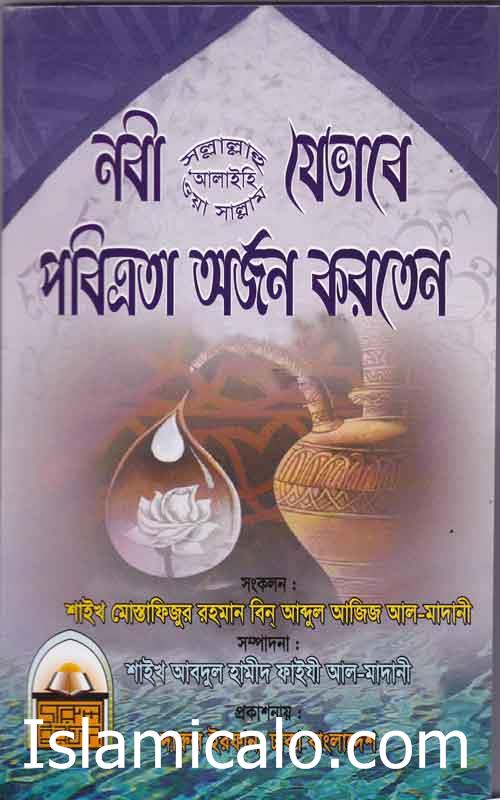 নবী সল্লাল্লাহু আলাইহি ওয়া সাল্লাম যেভাবে
পবিত্রতা অর্জন করতেন
সংকলন :
শাইখ মোস্তাফিজুর রহমান বিন্ আব্দুল আজিজ আল-মাদানী
সম্পাদনা :
শাইখ আবদুল হামীদ ফাইযী আল-মাদানী
প্রকাশনায় :
Islamicalo.com